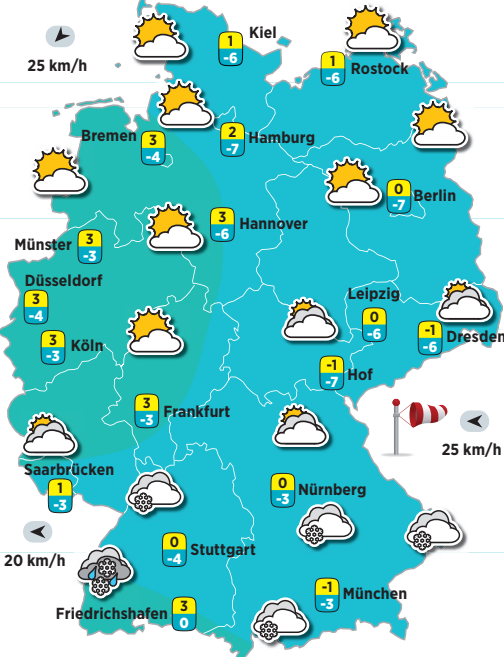 Kiel
1
-6
25 km/h
1
-6
Rostock
Bremen
3
-4
2
-7
Hamburg
0
-7
Berlin
3
-6
Hannover
Münster
3
-3
Düsseldorf
3
-4
Leipzig
0
-6
-1
-6
Dresden
3
-3
Köln
-1
-7
Hof
3
-3
Frankfurt
25 km/h
Saarbrücken
1
-3
0
-3
Nürnberg
20 km/h
0
-4
Stuttgart
-1
-3
München
Friedrichshafen
3
0